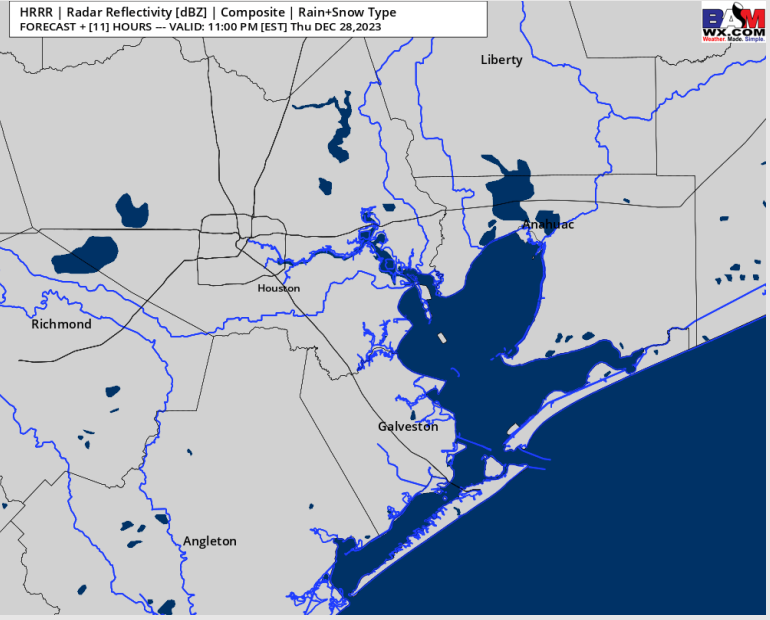 HRRR | Radar Reflectivity [dBZ] | Composite | Rain+Snow Type
FORECAST + [11] HOURS --- VALID: 11:00 PM [EST] Thu DEC 28,2023
BAM
WX.COM
Weather. Made. Simple.
Liberty
Anahuac
Houston
Richmond
Galveston
Angleton